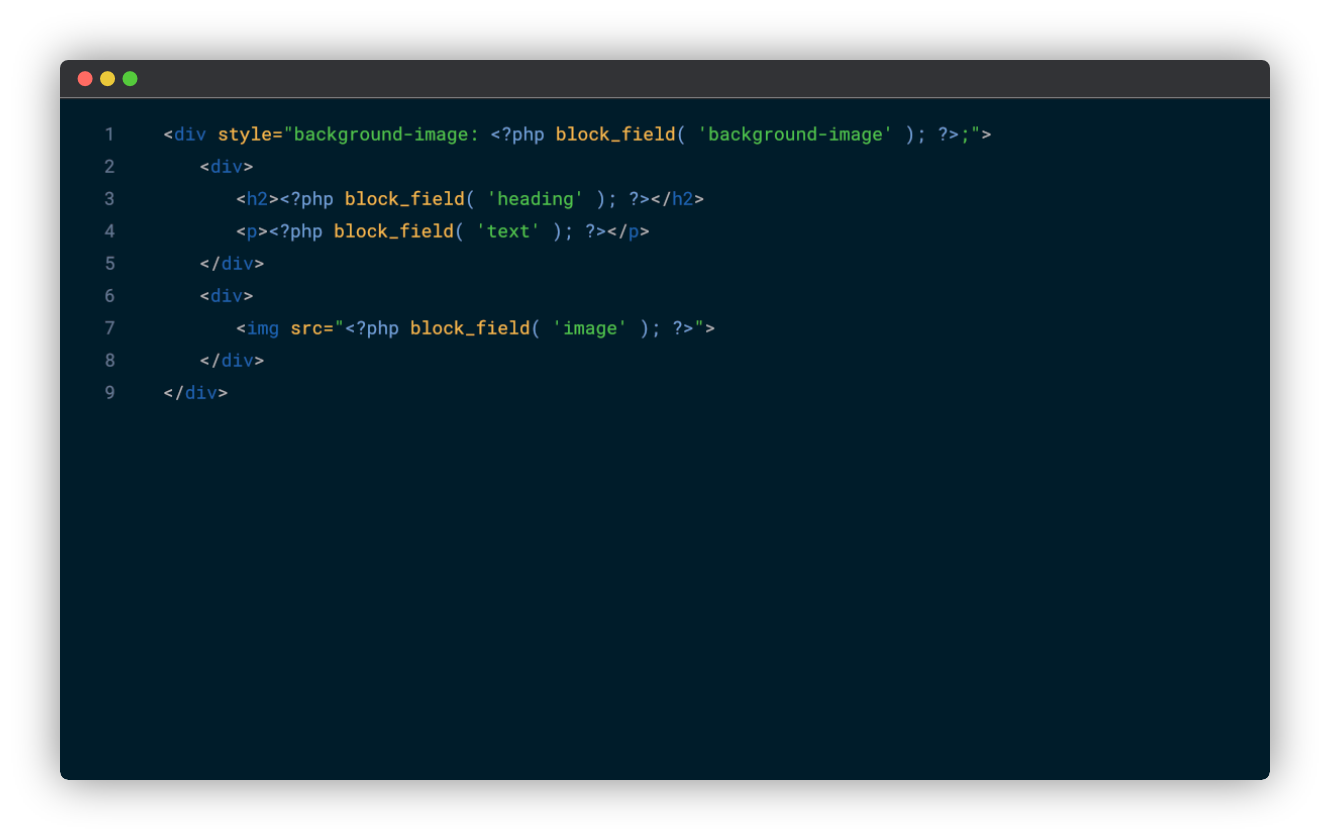 1 <div style="background-image: <?php block_field( 'background-image' ); ?>;">
2 <div>
3 <h2><?php block_field( 'heading' ); ?></h2>
4 <p><?php block_field( 'text' ); ?></p>
5 </div>
6 <div>
7 <img src="<?php block_field( 'image' ); ?>">
8 </div>
9 </div>